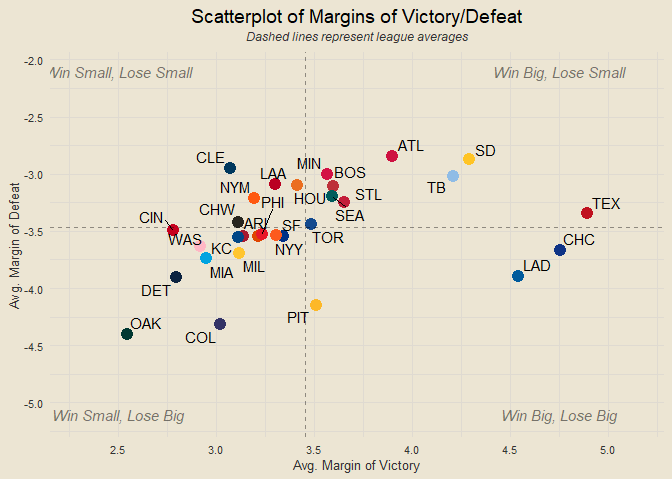 Scatterplot of Margins of Victory/Defeat
Dashed lines represent league averages
Win Small, Lose Small
Win Big, Lose Small
-2.0
-2.5
-3.0
-3.5
-4.0
-4.5
-5.0
Avg. Margin of Defeat
ATL
SD
CLE
MIN
LAA
BOS
TB
NYM
HOU
STL
PHI
TEX
CHW
SEA
CIN
ARI
SF
WAS
KC
NYY
TOR
CHC
MIA
MIL
LAD
DET
PIT
OAK
COL
Win Small, Lose Big
Win Big, Lose Big
2.5
3.0
3.5
4.0
4.5
5.0
Avg. Margin of Victory